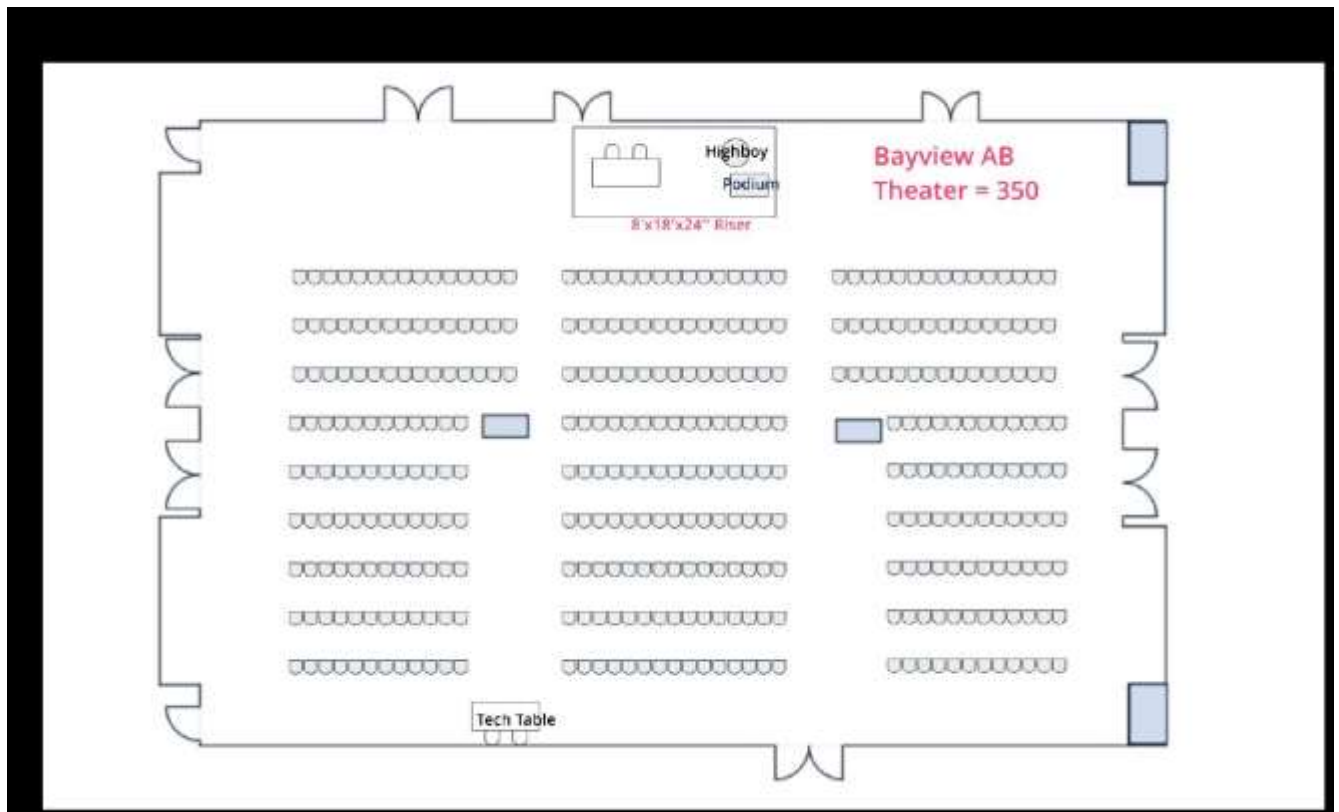 Highboy
Podium
8'x18'x24" Riser
Bayview AB
Theater = 350
Tech Table